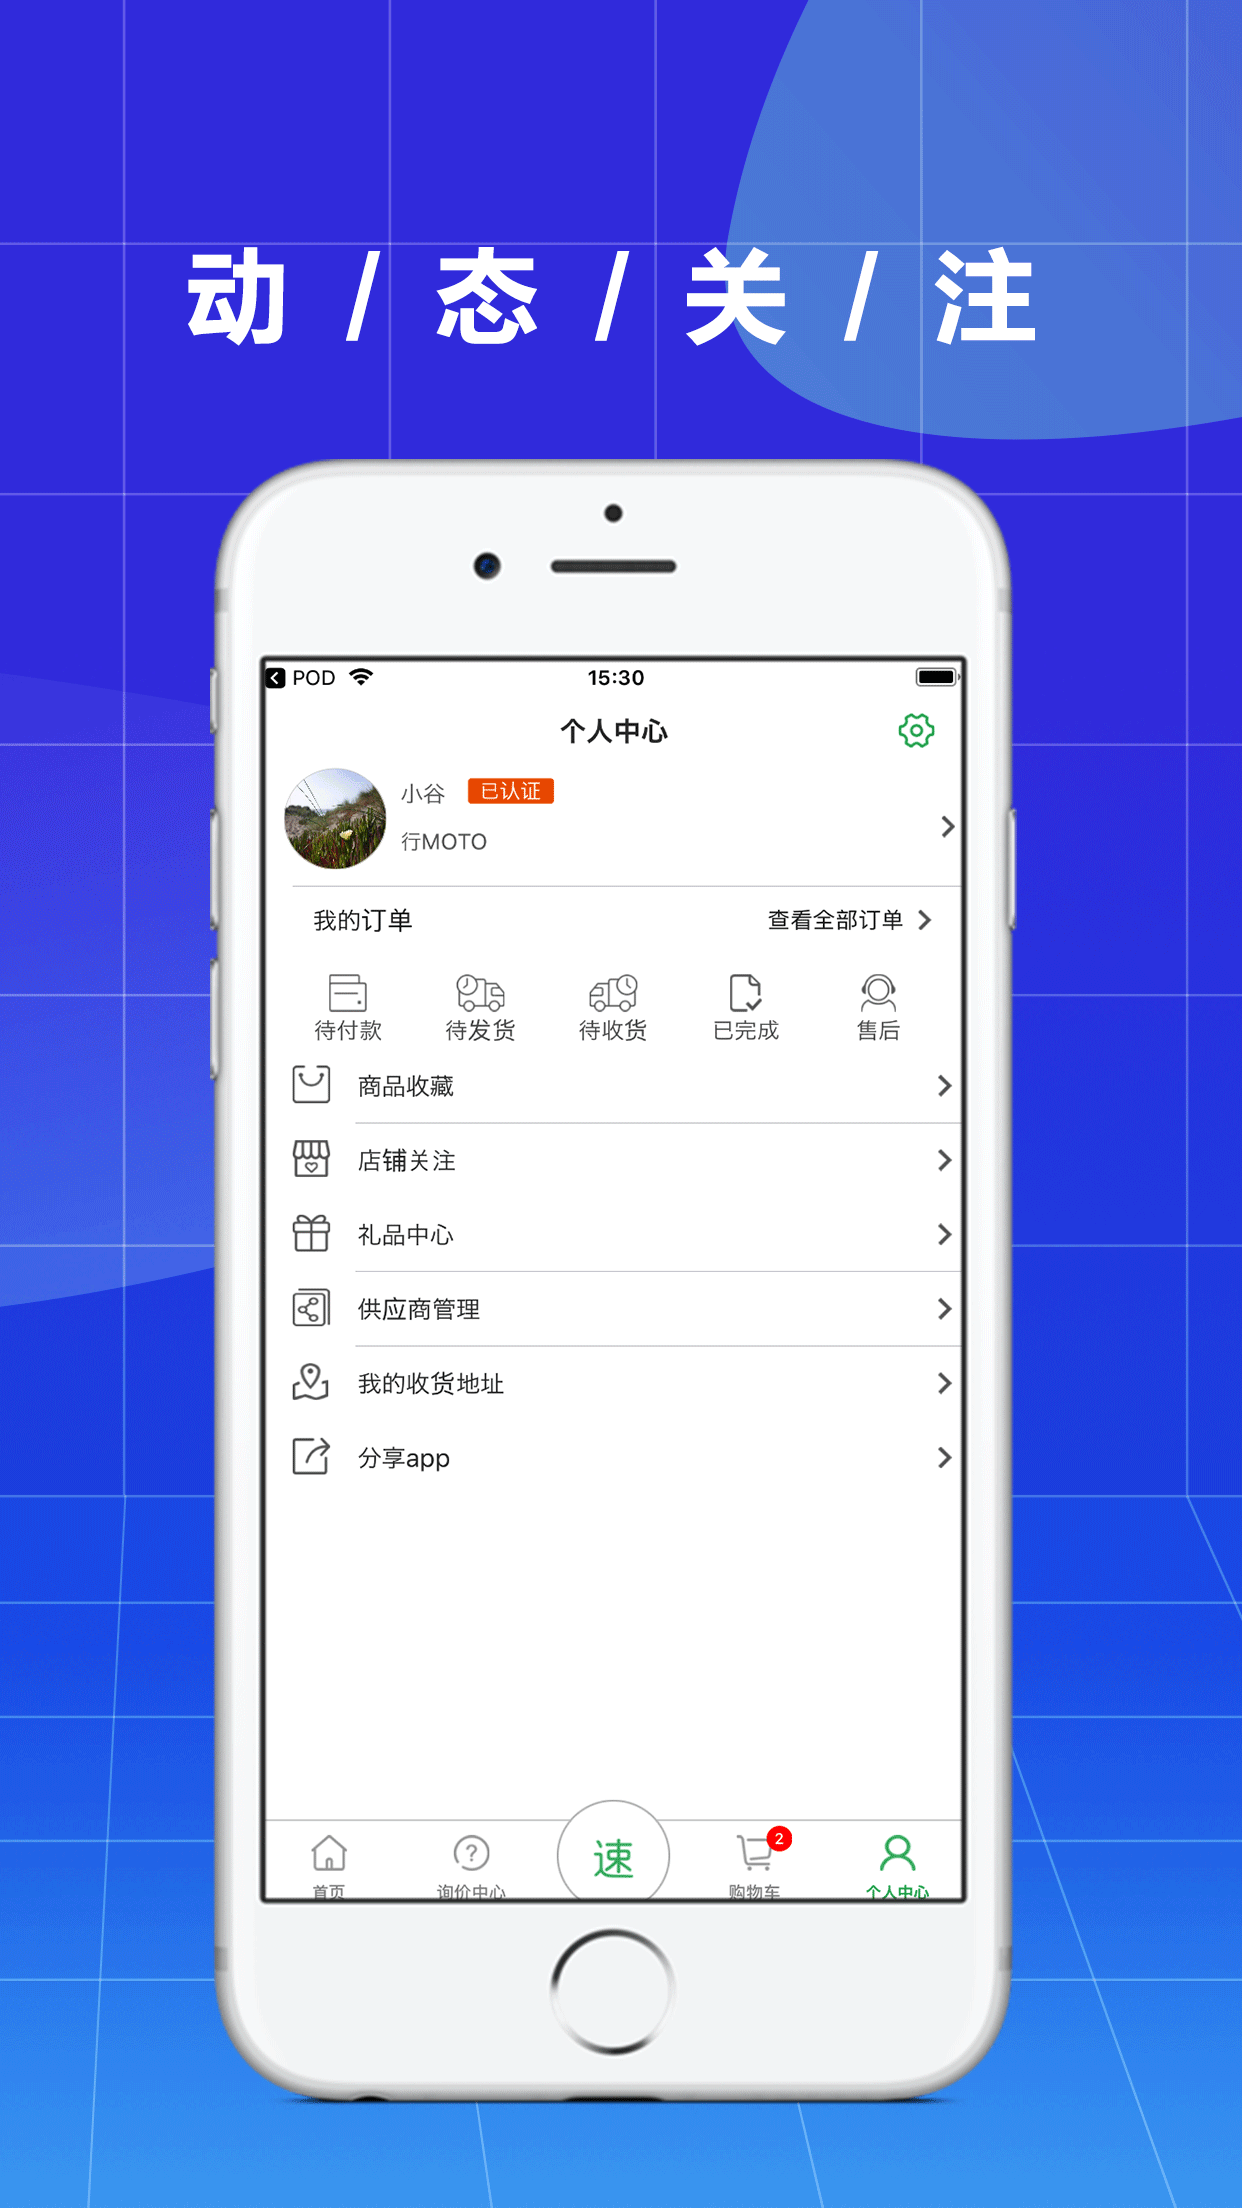 动 / 态 / 关 / 注
POD 15:30
个人中心
小谷 已认证
行MOTO
我的订单 查看全部订单
待付款 待发货 待收货 已完成 售后
商品收藏
店铺关注
礼品中心
供应商管理
我的收货地址
分享app
速
2
首页 询价中心 购物车 个人中心